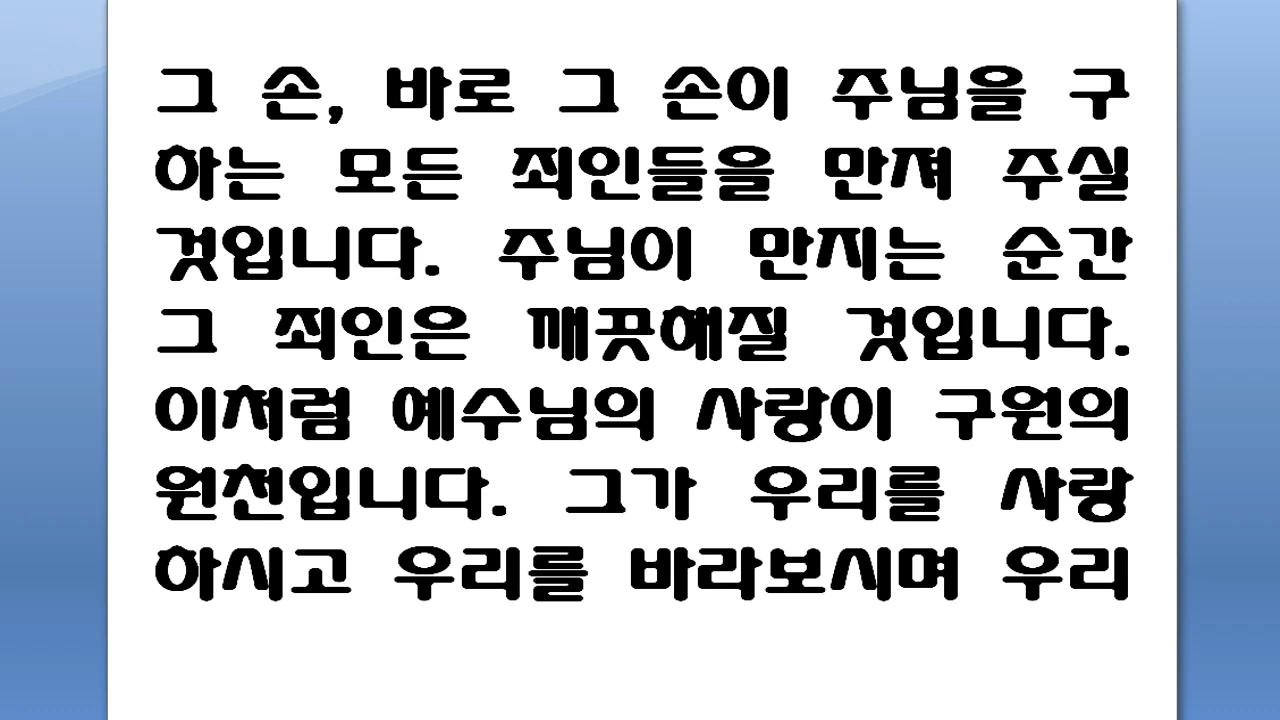 그 손, 바로 그 손이 주님을 구
하는 모든 죄인들을 만져 주실
것입니다. 주님이 만지는 순간
그 죄인은 깨끗해질 것입니다.
이처럼 예수님의 사랑이 구원의
원천입니다. 그가 우리를 사랑
하시고 우리를 바라보시며 우리